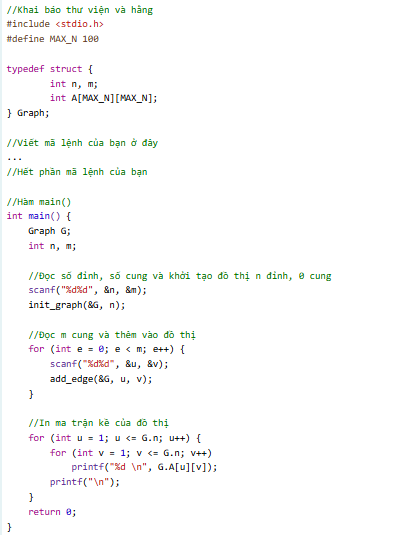 //Khai báo thư viện và hằng
#include <stdio.h>
#define MAX_N 100
typedef struct {
int n, m;
int A[MAX_N][MAX_N];
} Graph;
//Viết mã lệnh của bạn ở đây
...
//Hết phần mã lệnh của bạn
//Hàm main()
int main() {
Graph G;
int n, m;
//Đọc số đỉnh, số cung và khởi tạo đồ thị n đỉnh, 0 cung
scanf("%d%d", &n, &m);
init_graph(&G, n);
//Đọc m cung và thêm vào đồ thị
for (int e = 0; e < m; e++) {
scanf("%d%d", &u, &v);
add_edge(&G, u, v);
}
//In ma trận kề của đồ thị
for (int u = 1; u <= G.n; u++) {
for (int v = 1; v <= G.n; v++)
printf("%d \n", G.A[u][v]);
printf("\n");
}
return 0;
}